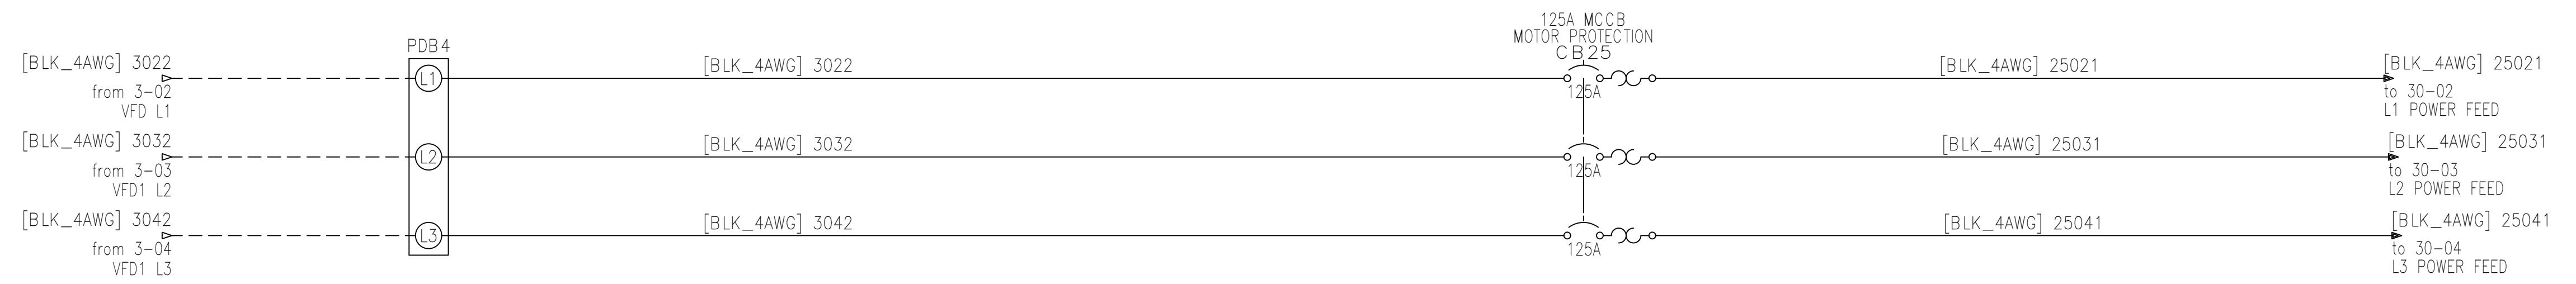 125A MCCB
MOTOR PROTECTION
CB25
PDB4
[BLK_4AWG] 3022
from 3-02
VFD L1
L1
[BLK_4AWG] 3022
125A
[BLK_4AWG] 25021
[BLK_4AWG] 25021
to 30-02
L1 POWER FEED
[BLK_4AWG] 3032
from 3-03
VFD1 L2
L2
[BLK_4AWG] 3032
125A
[BLK_4AWG] 25031
[BLK_4AWG] 25031
to 30-03
L2 POWER FEED
[BLK_4AWG] 3042
from 3-04
VFD1 L3
L3
[BLK_4AWG] 3042
125A
[BLK_4AWG] 25041
[BLK_4AWG] 25041
to 30-04
L3 POWER FEED